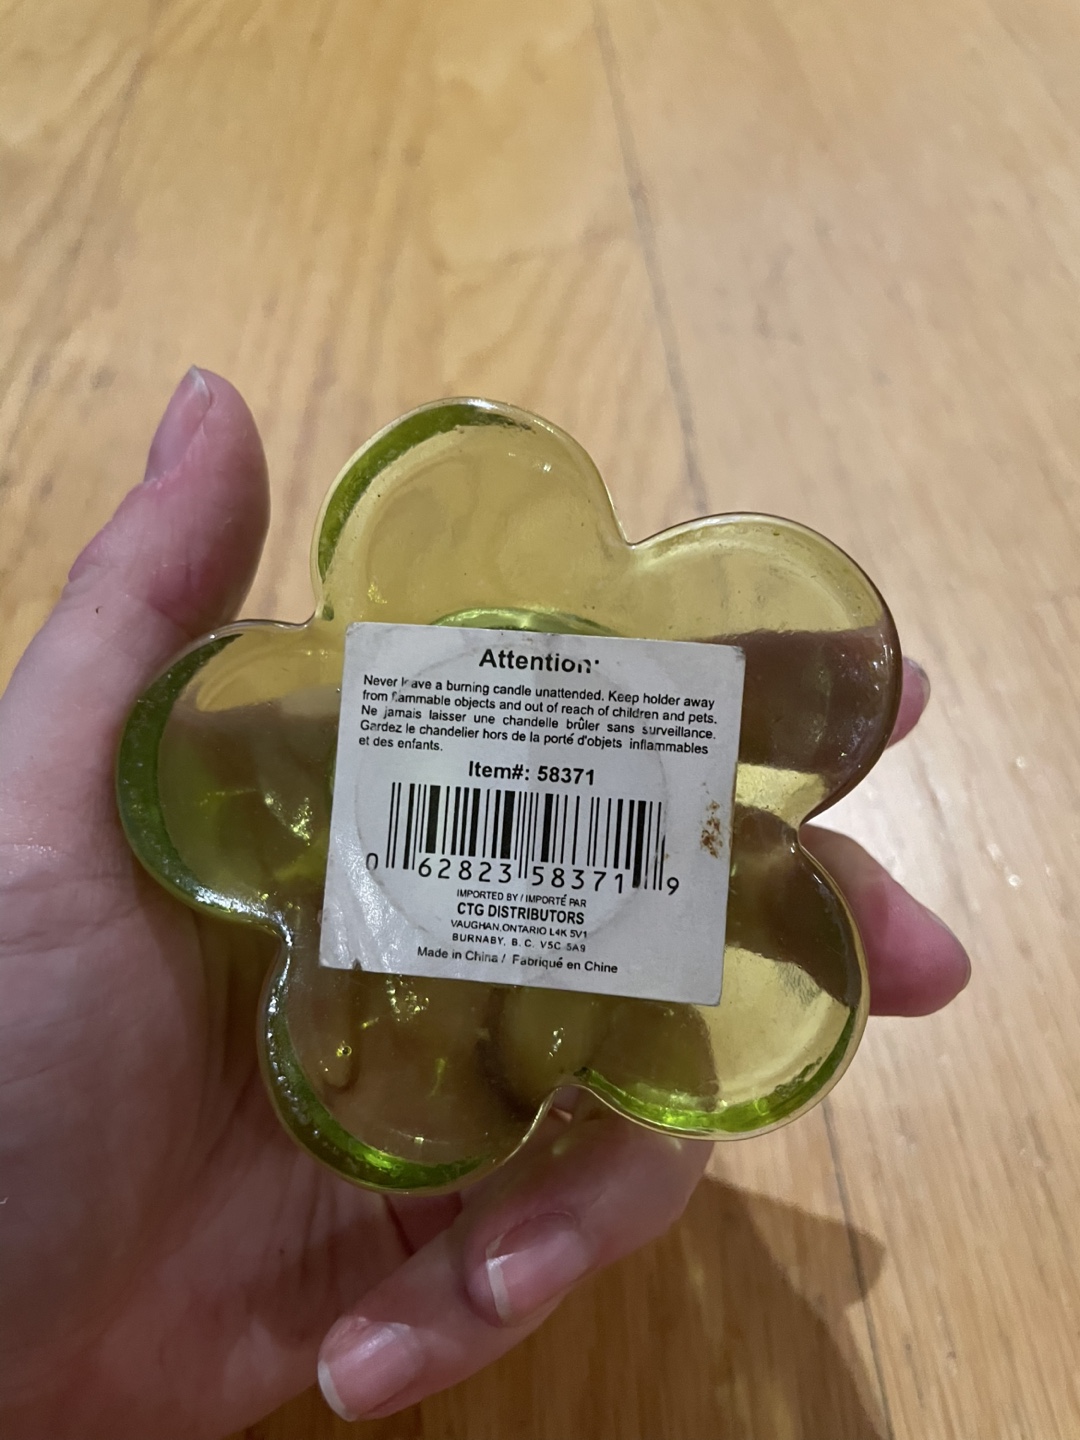 Attention:
Never leave a burning candle unattended. Keep holder away
from flammable objects and out of reach of children and pets.
Ne jamais laisser une chandelle brûler sans surveillance.
Gardez le chandelier hors de la porté d'objets inflammables
et des enfants.
Item#: 58371
0 62823 58371 9
IMPORTED BY / IMPORTÉ PAR
CTG DISTRIBUTORS
VAUGHAN, ONTARIO L4K 5V1
BURNABY, B.C. V5C 5A9
Made in China / Fabriqué en Chine